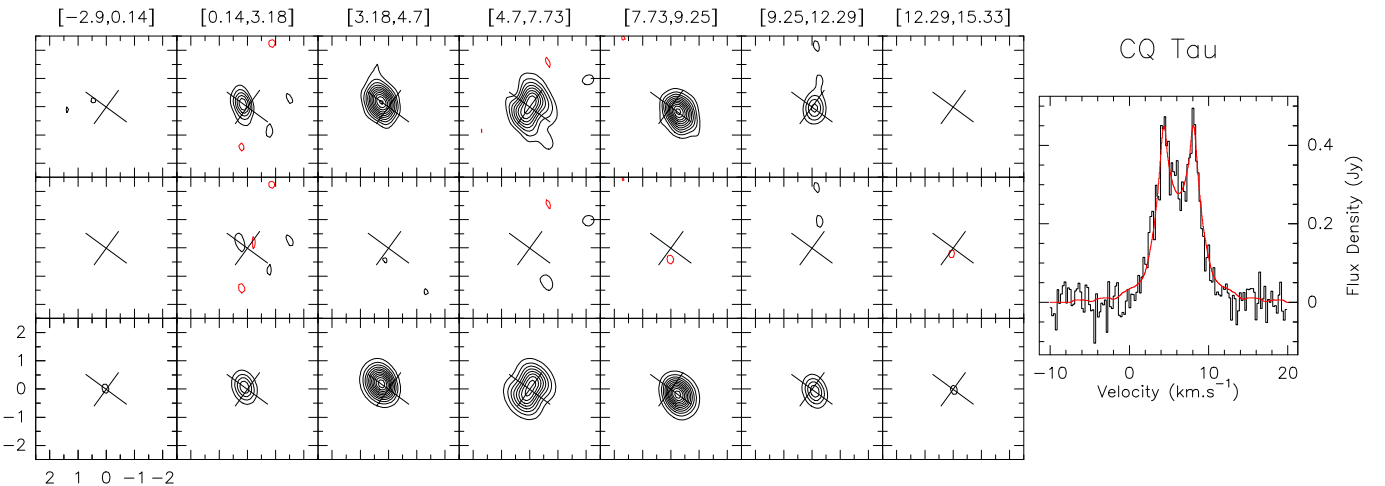 [−2.9,0.14] [0.14,3.18] [3.18,4.7] [4.7,7.73] [7.73,9.25] [9.25,12.29] [12.29,15.33]
CQ Tau
0.4
0.2
0
Flux Density (Jy)
−10 0 10 20
Velocity (km.s⁻¹)
2
1
0
−1
−2
2 1 0 −1 −2